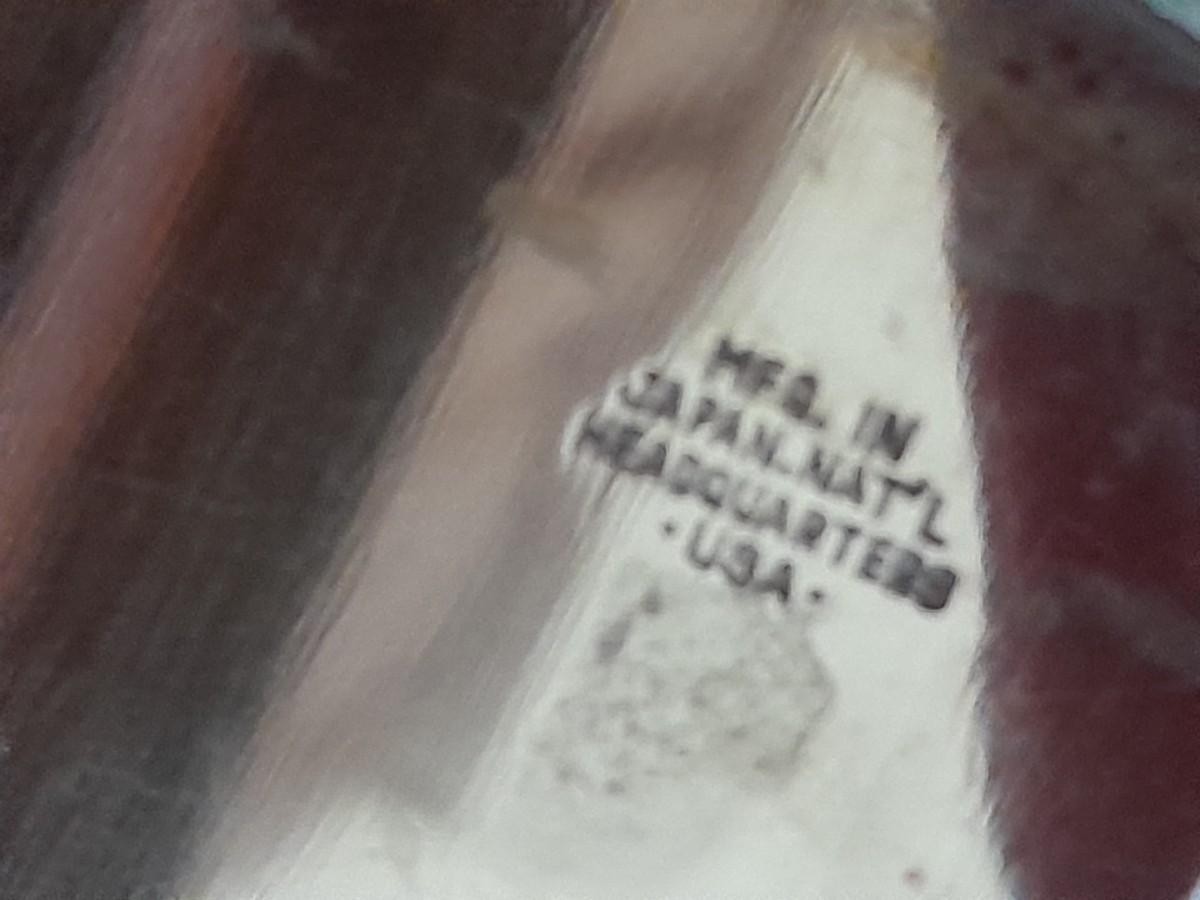 MFG. IN
JAPAN. NAT'L
HEADQUARTERS
• USA •